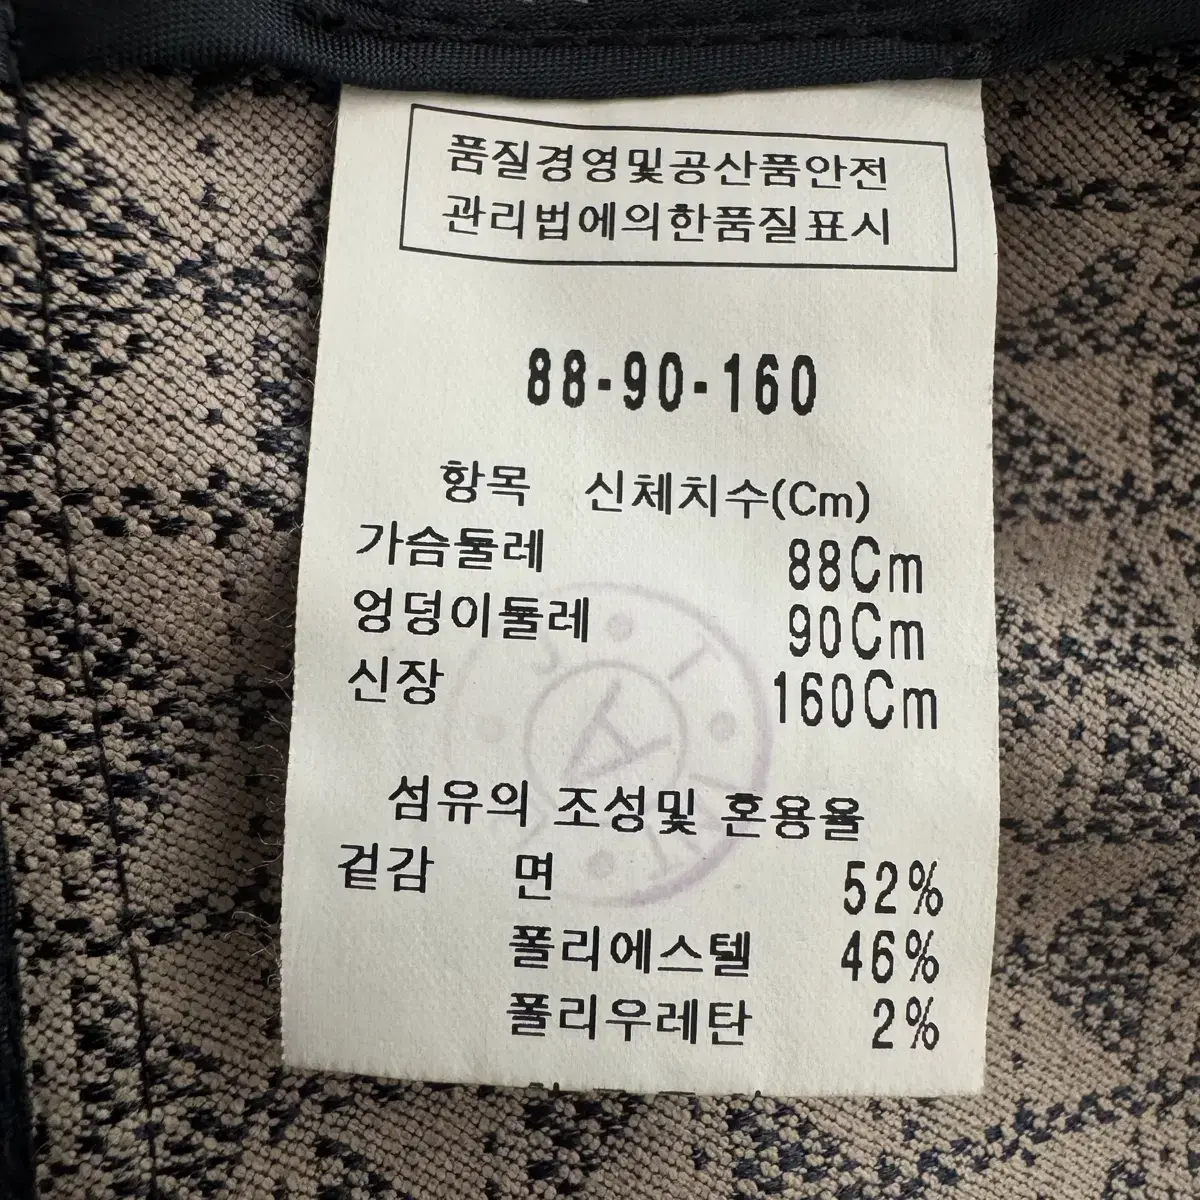 품질경영및공산품안전
관리법에의한품질표시
88-90-160
항목 신체치수(Cm)
가슴둘레 88Cm
엉덩이둘레 90Cm
신장 160Cm
섬유의 조성및 혼용율
겉감 면 52%
폴리에스텔 46%
폴리우레탄 2%